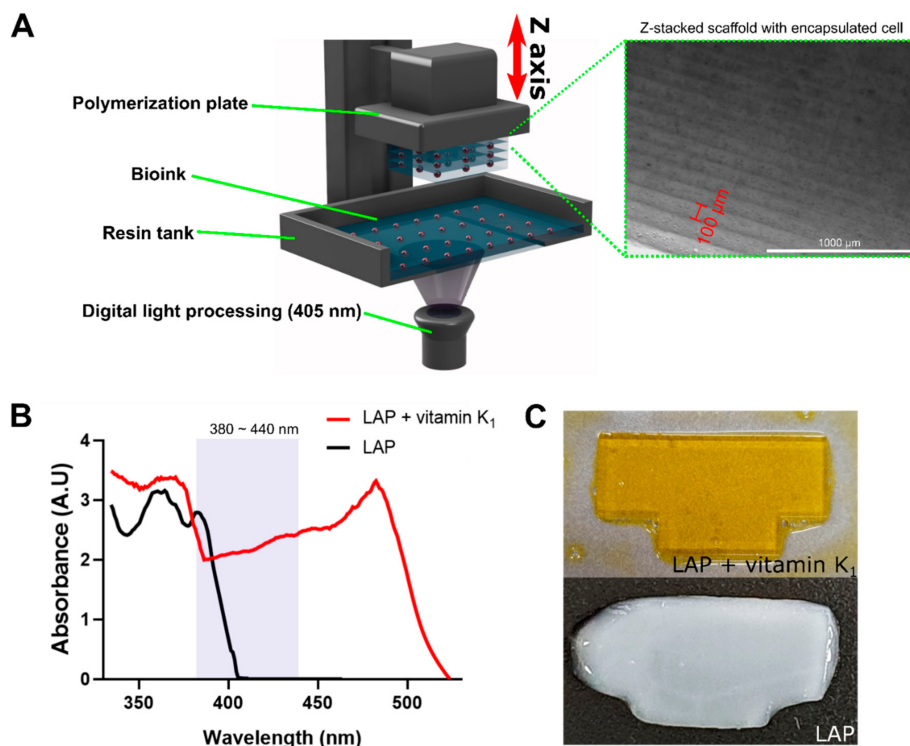 A
Z axis
Z-stacked scaffold with encapsulated cell
Polymerization plate
Bioink
Resin tank
Digital light processing (405 nm)
100 µm
1000 µm
B
LAP + vitamin K₁
LAP
380 ~ 440 nm
Absorbance (A.U)
4
3
2
1
0
350
400
450
500
Wavelength (nm)
C
LAP + vitamin K₁
LAP